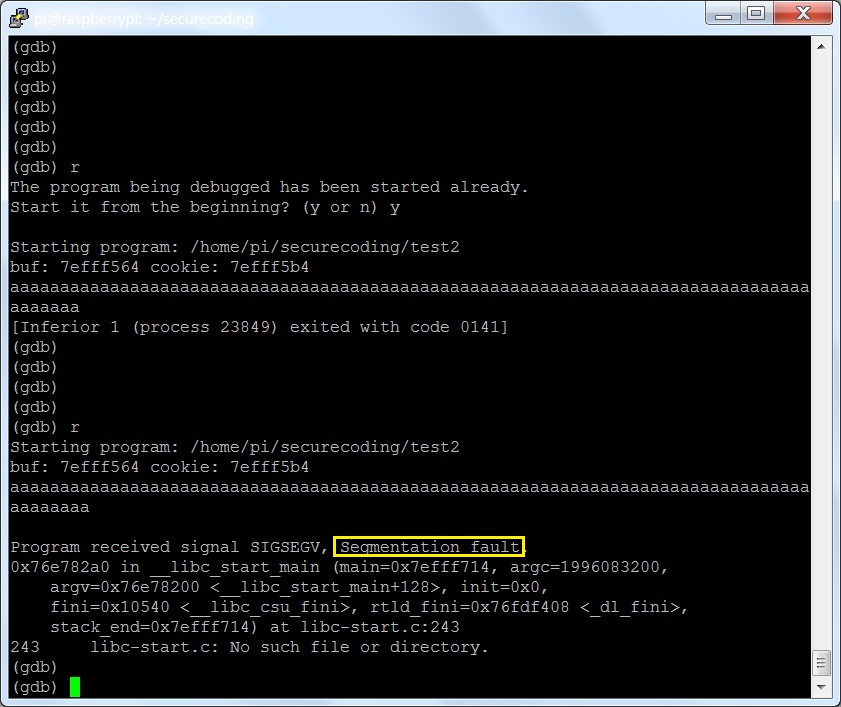 pi@raspberrypi: ~/securecoding
(gdb)
(gdb)
(gdb)
(gdb)
(gdb)
(gdb)
(gdb) r
The program being debugged has been started already.
Start it from the beginning? (y or n) y
Starting program: /home/pi/securecoding/test2
buf: 7efff564 cookie: 7efff5b4
aaaaaaaaaaaaaaaaaaaaaaaaaaaaaaaaaaaaaaaaaaaaaaaaaaaaaaaaaaaaaaaaaaaaaaaaaaaaaaaa
aaaaaaa
[Inferior 1 (process 23849) exited with code 0141]
(gdb)
(gdb)
(gdb)
(gdb)
(gdb) r
Starting program: /home/pi/securecoding/test2
buf: 7efff564 cookie: 7efff5b4
aaaaaaaaaaaaaaaaaaaaaaaaaaaaaaaaaaaaaaaaaaaaaaaaaaaaaaaaaaaaaaaaaaaaaaaaaaaaaaaa
aaaaaaaa
Program received signal SIGSEGV, Segmentation fault.
0x76e782a0 in __libc_start_main (main=0x7efff714, argc=1996083200,
argv=0x76e78200 <__libc_start_main+128>, init=0x0,
fini=0x10540 <__libc_csu_fini>, rtld_fini=0x76fdf408 <_dl_fini>,
stack_end=0x7efff714) at libc-start.c:243
243 libc-start.c: No such file or directory.
(gdb)
(gdb)